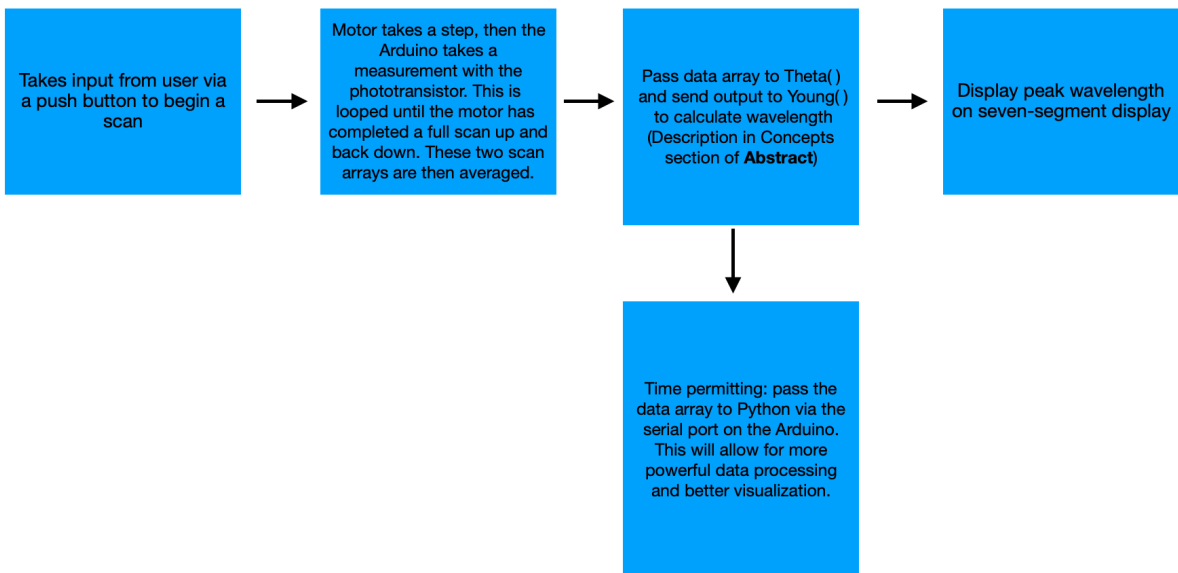 Takes input from user via
a push button to begin a
scan
Motor takes a step, then the
Arduino takes a
measurement with the
phototransistor. This is
looped until the motor has
completed a full scan up and
back down. These two scan
arrays are then averaged.
Pass data array to Theta( )
and send output to Young( )
to calculate wavelength
(Description in Concepts
section of Abstract)
Display peak wavelength
on seven-segment display
Time permitting: pass the
data array to Python via the
serial port on the Arduino.
This will allow for more
powerful data processing
and better visualization.